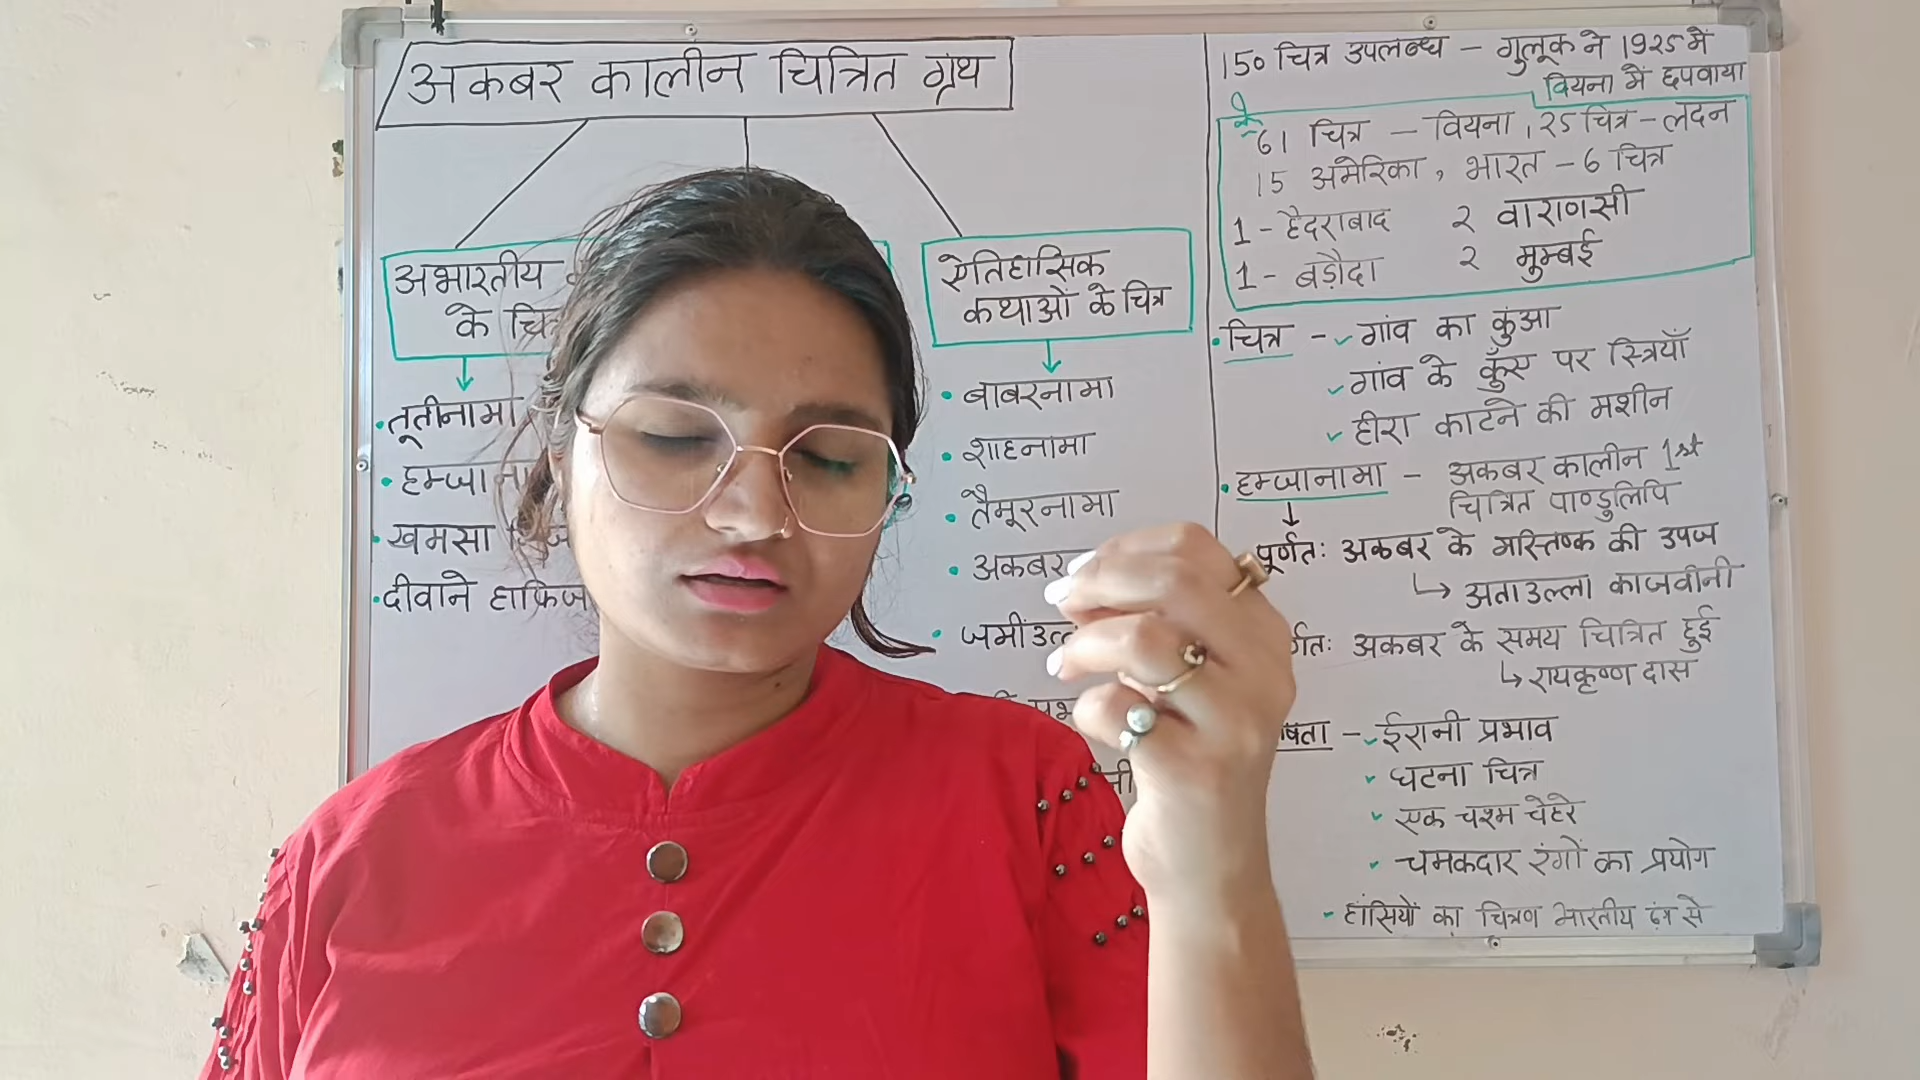 अकबर कालीन चित्रित ग्रंथ
अभारतीय
के
तूतीनामा
हम्जाना
खमसा
दीवाने हाफिज
ऐतिहासिक
कथाओं के चित्र
बाबरनामा
शाहनामा
तैमूरनामा
अकबर
150 चित्र उपलब्ध – गुलूक ने 1925 में
वियना में छपवाया
61 चित्र – वियना, 25 चित्र – लंदन
15 अमेरिका, भारत – 6 चित्र
1 - हैदराबाद 2 वाराणसी
1 - बड़ौदा 2 मुम्बई
चित्र – गांव का कुंआ
गांव के कुँए पर स्त्रियाँ
हीरा काटने की मशीन
हम्जानामा – अकबर कालीन 1st
चित्रित पाण्डुलिपि
पूर्णतः अकबर के मस्तिष्क की उपज
अताउल्ला काजवीनी
र्णतः अकबर के समय चित्रित हुई
रायकृष्ण दास
षता – ईरानी प्रभाव
घटना चित्र
एक चश्म चेहरे
चमकदार रंगों का प्रयोग
- हांसियों का चित्रण भारतीय ढंग से